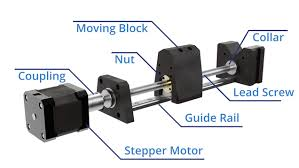 Moving Block
Collar
Nut
Coupling
Lead Screw
Guide Rail
Stepper Motor